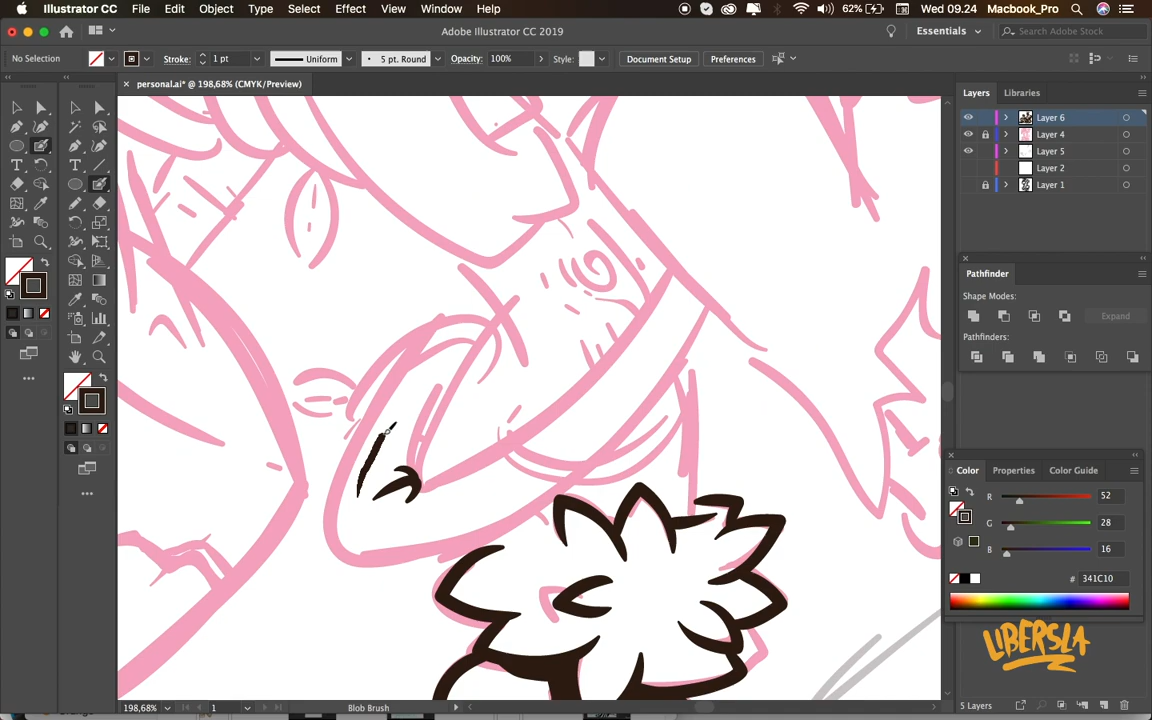 Illustrator CC File Edit Object Type Select Effect View Window Help 62% Wed 09.24 Macbook_Pro
Adobe Illustrator CC 2019 Essentials Search Adobe Stock
No Selection Stroke: 1 pt Uniform 5 pt. Round Opacity: 100% Style: Document Setup Preferences
personal.ai* @ 198,68% (CMYK/Preview)
Layers Libraries
Layer 6
Layer 4
Layer 5
Layer 2
Layer 1
Pathfinder
Shape Modes:
Expand
Pathfinders:
Color Properties Color Guide
R 52
G 28
B 16
# 341C10
LIBERSLA
198,68% 1 Blob Brush 5 Layers